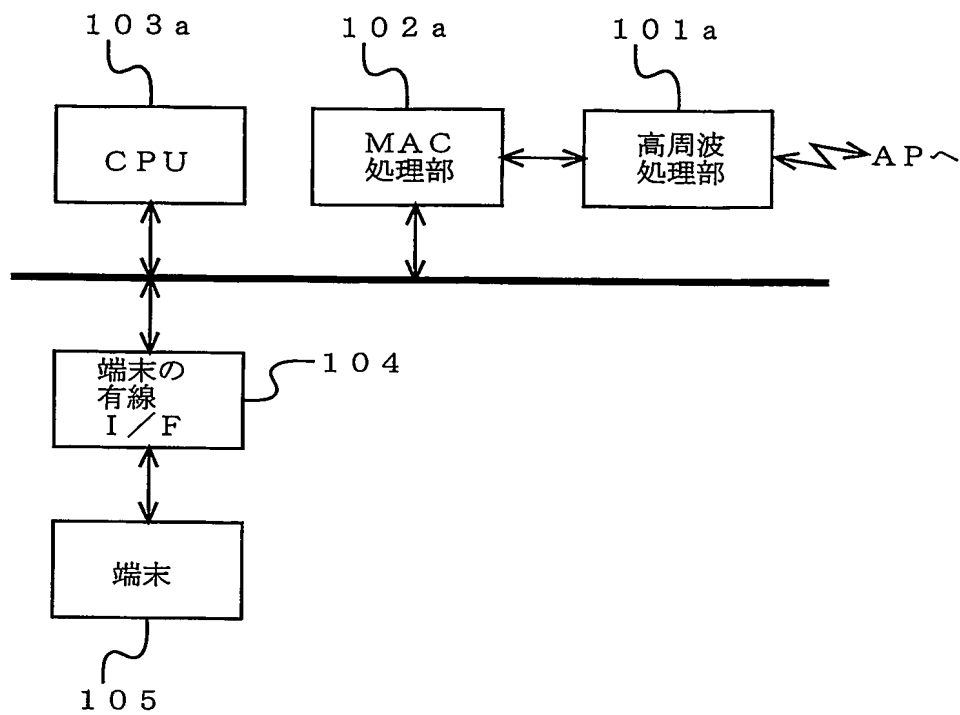 １０３ａ
１０２ａ
１０１ａ
ＣＰＵ
ＭＡＣ
処理部
高周波
処理部
ＡＰへ
端末の
有線
Ｉ／Ｆ
１０４
端末
１０５